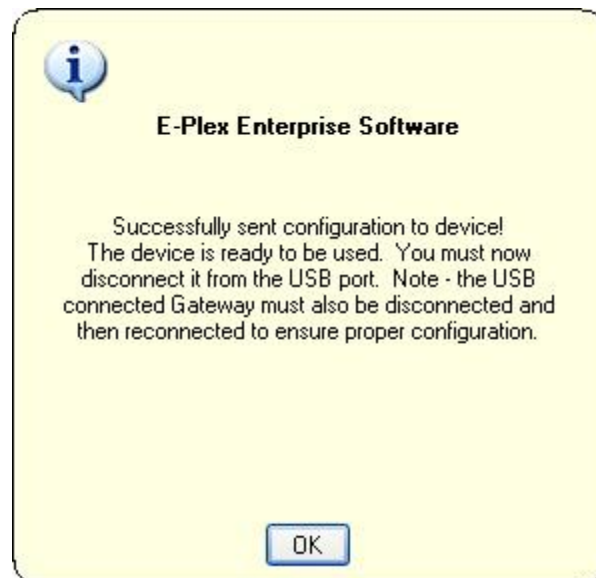 E-Plex Enterprise Software
Successfully sent configuration to device!
The device is ready to be used.  You must now
disconnect it from the USB port.  Note - the USB
connected Gateway must also be disconnected and
then reconnected to ensure proper configuration.
OK